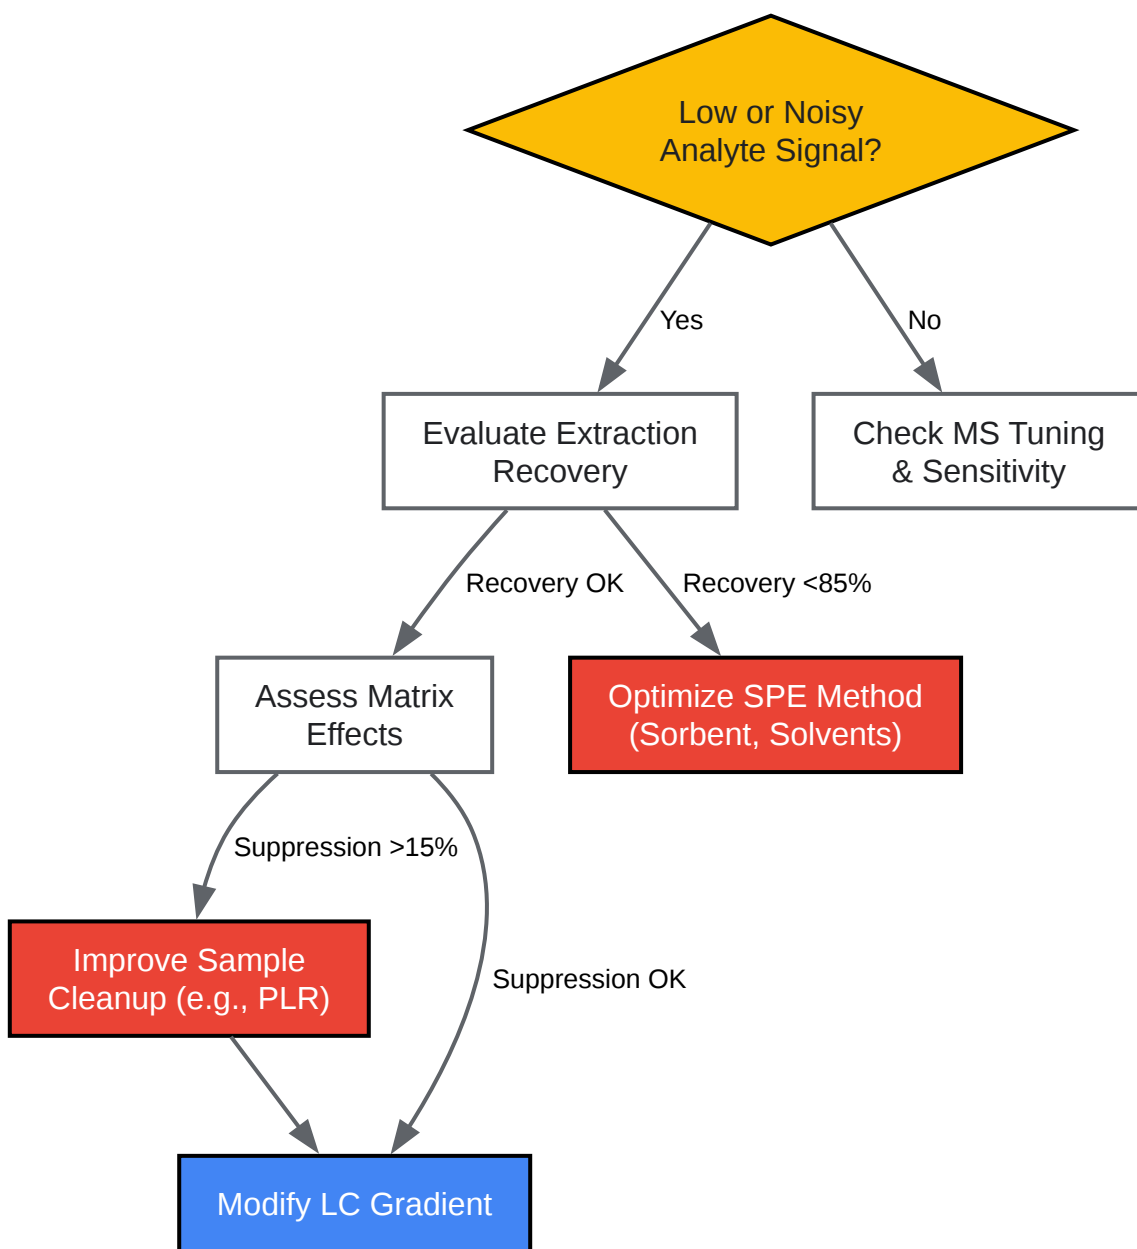 Low or Noisy
Analyte Signal?
Yes
No
Evaluate Extraction
Recovery
Check MS Tuning
& Sensitivity
Recovery OK
Recovery <85%
Assess Matrix
Effects
Optimize SPE Method
(Sorbent, Solvents)
Suppression >15%
Improve Sample
Cleanup (e.g., PLR)
Suppression OK
Modify LC Gradient